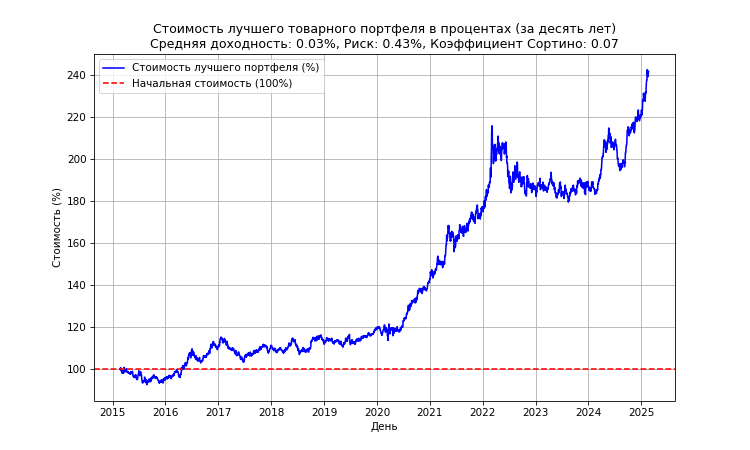 Стоимость лучшего товарного портфеля в процентах (за десять лет)
Средняя доходность: 0.03%, Риск: 0.43%, Коэффициент Сортино: 0.07
Стоимость лучшего портфеля (%)
Начальная стоимость (100%)
Стоимость (%)
240
220
200
180
160
140
120
100
2015 2016 2017 2018 2019 2020 2021 2022 2023 2024 2025
День